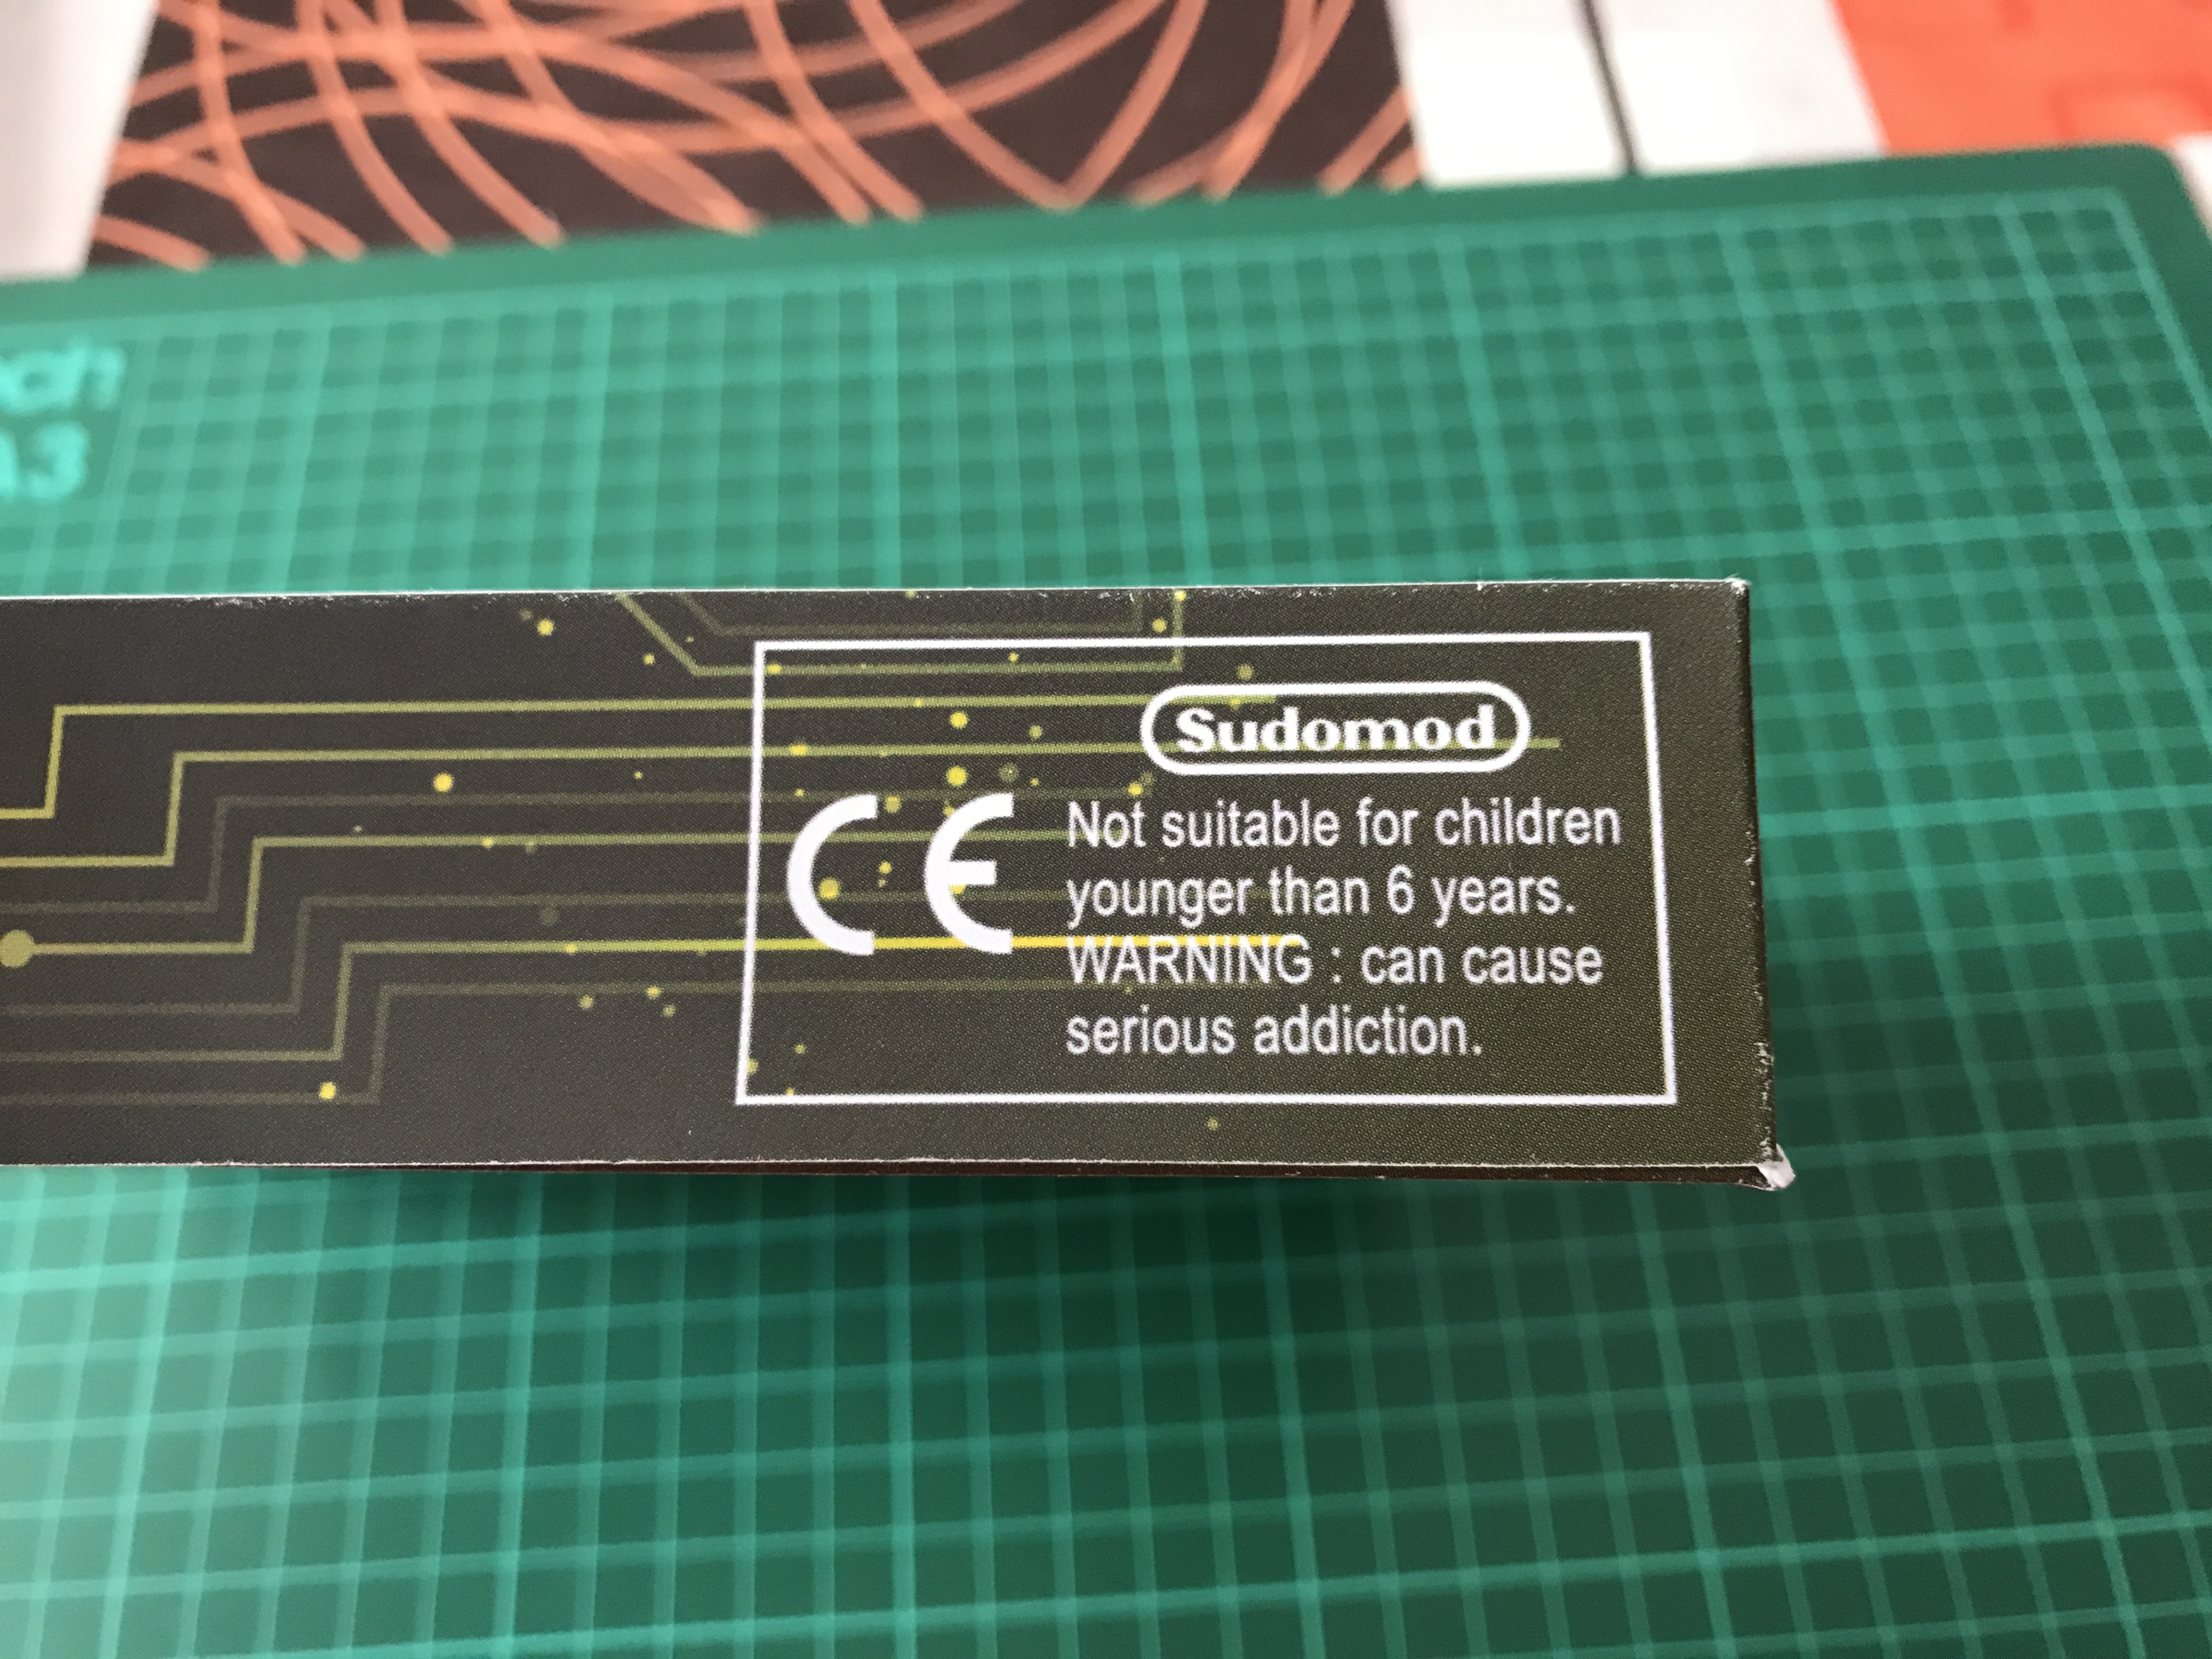 Sudomod
CE
Not suitable for children
younger than 6 years.
WARNING : can cause
serious addiction.